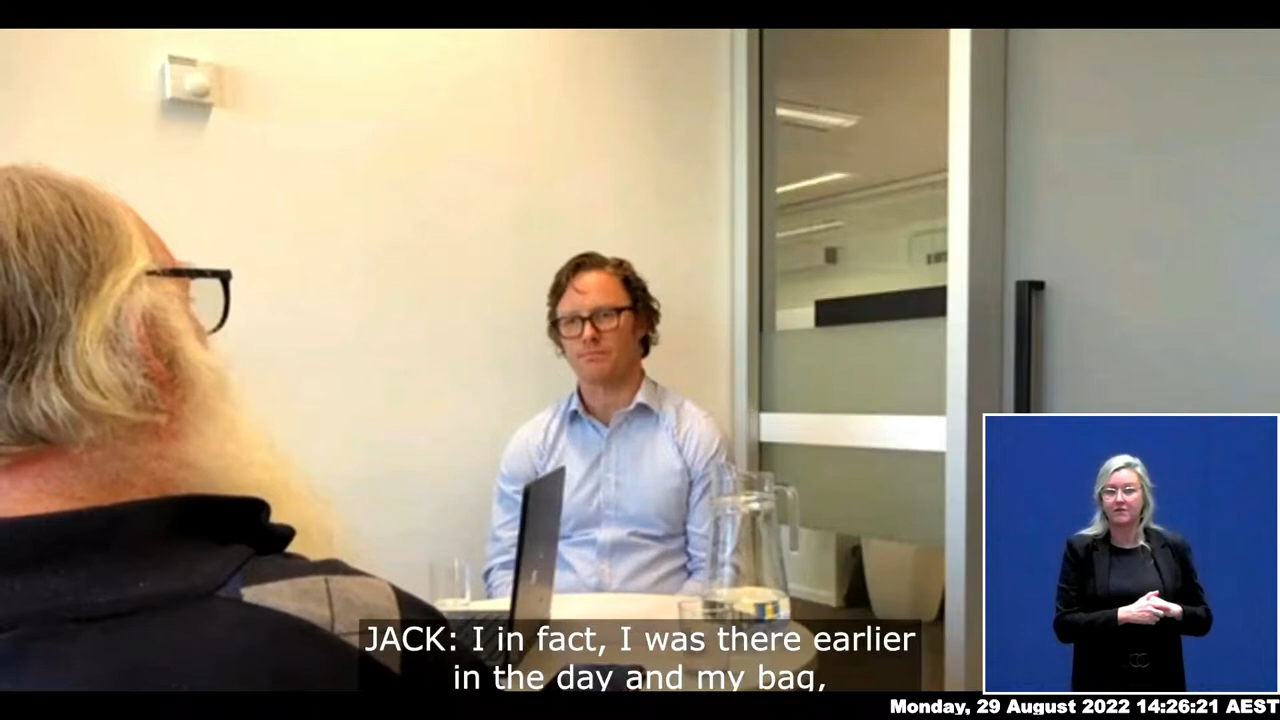 JACK: I in fact, I was there earlier
in the day and my bag,
Monday, 29 August 2022 14:26:21 AEST